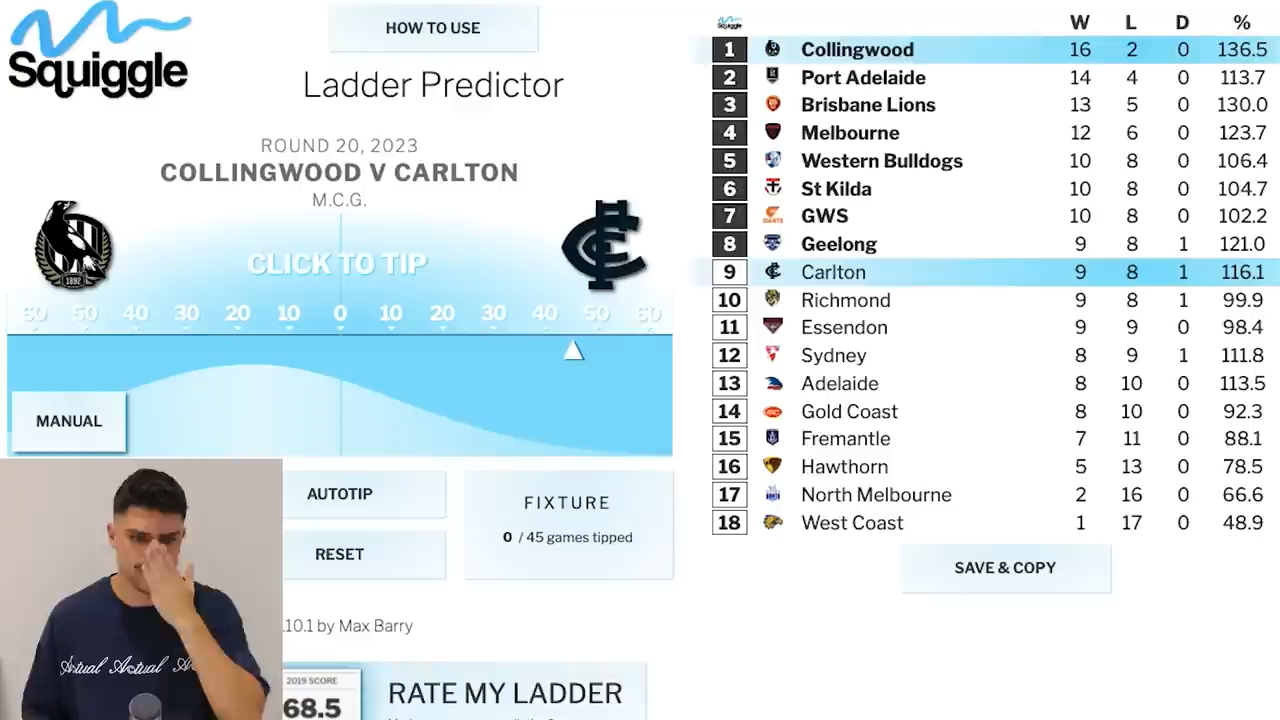 Squiggle
HOW TO USE
Ladder Predictor
ROUND 20, 2023
COLLINGWOOD V CARLTON
M.C.G.
1892
CLICK TO TIP
60 50 40 30 20 10 0 10 20 30 40 50 60
MANUAL
AUTOTIP
RESET
FIXTURE
0 / 45 games tipped
.10.1 by Max Barry
2019 SCORE
68.5
RATE MY LADDER
Actual Actual A
Squiggle W L D %
1 Collingwood 16 2 0 136.5
2 Port Adelaide 14 4 0 113.7
3 Brisbane Lions 13 5 0 130.0
4 Melbourne 12 6 0 123.7
5 Western Bulldogs 10 8 0 106.4
6 St Kilda 10 8 0 104.7
7 GWS 10 8 0 102.2
8 Geelong 9 8 1 121.0
9 Carlton 9 8 1 116.1
10 Richmond 9 8 1 99.9
11 Essendon 9 9 0 98.4
12 Sydney 8 9 1 111.8
13 Adelaide 8 10 0 113.5
14 Gold Coast 8 10 0 92.3
15 Fremantle 7 11 0 88.1
16 Hawthorn 5 13 0 78.5
17 North Melbourne 2 16 0 66.6
18 West Coast 1 17 0 48.9
SAVE & COPY